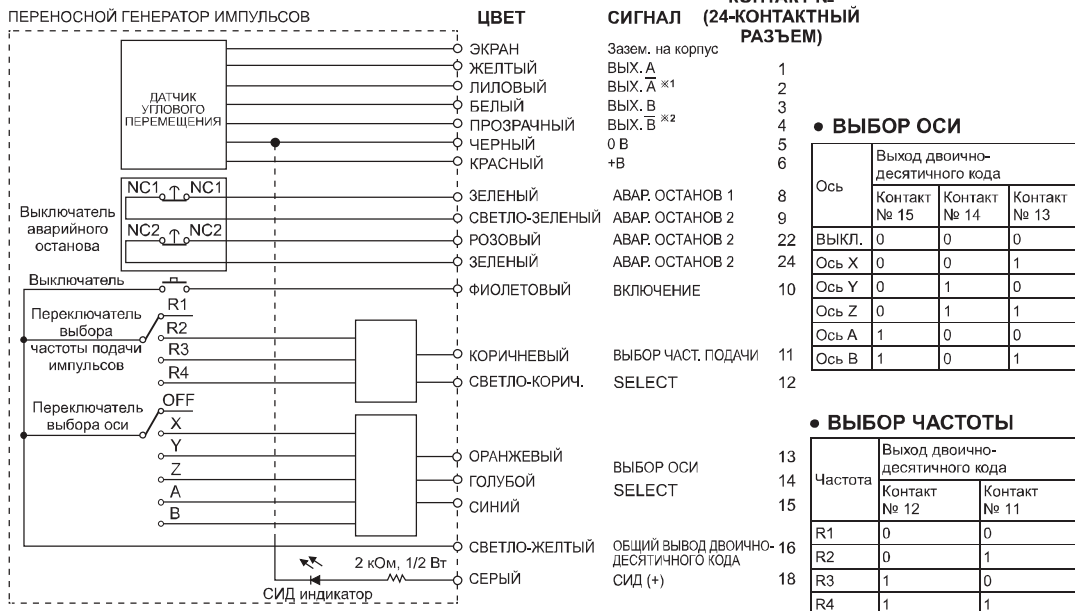 КОНТАКТ №
ПЕРЕНОСНОЙ ГЕНЕРАТОР ИМПУЛЬСОВ
ЦВЕТ СИГНАЛ (24-КОНТАКТНЫЙ
РАЗЪЕМ)
ДАТЧИК
УГЛОВОГО
ПЕРЕМЕЩЕНИЯ
ЭКРАН Зазем. на корпус
ЖЕЛТЫЙ ВЫХ. A 1
ЛИЛОВЫЙ ВЫХ. A̅ ※1 2
БЕЛЫЙ ВЫХ. B 3
ПРОЗРАЧНЫЙ ВЫХ. B̅ ※2 4
ЧЕРНЫЙ 0 В 5
КРАСНЫЙ +В 6
Выключатель
аварийного
останова
NC1 NC1
NC2 NC2
ЗЕЛЕНЫЙ АВАР. ОСТАНОВ 1 8
СВЕТЛО-ЗЕЛЕНЫЙ АВАР. ОСТАНОВ 2 9
РОЗОВЫЙ АВАР. ОСТАНОВ 2 22
ЗЕЛЕНЫЙ АВАР. ОСТАНОВ 2 24
Выключатель
ФИОЛЕТОВЫЙ ВКЛЮЧЕНИЕ 10
Переключатель
выбора
частоты подачи
импульсов
R1
R2
R3
R4
КОРИЧНЕВЫЙ ВЫБОР ЧАСТ. ПОДАЧИ 11
СВЕТЛО-КОРИЧ. SELECT 12
Переключатель
выбора оси
OFF
X
Y
Z
A
B
ОРАНЖЕВЫЙ 13
ВЫБОР ОСИ
ГОЛУБОЙ 14
SELECT
СИНИЙ 15
СВЕТЛО-ЖЕЛТЫЙ ОБЩИЙ ВЫВОД ДВОИЧНО- 16
ДЕСЯТИЧНОГО КОДА
2 кОм, 1/2 Вт
СЕРЫЙ СИД (+) 18
СИД индикатор
● ВЫБОР ОСИ
Ось
Выход двоично-
десятичного кода
Контакт Контакт Контакт
№ 15 № 14 № 13
ВЫКЛ. 0 0 0
Ось X 0 0 1
Ось Y 0 1 0
Ось Z 0 1 1
Ось A 1 0 0
Ось B 1 0 1
● ВЫБОР ЧАСТОТЫ
Частота
Выход двоично-
десятичного кода
Контакт Контакт
№ 12 № 11
R1 0 0
R2 0 1
R3 1 0
R4 1 1